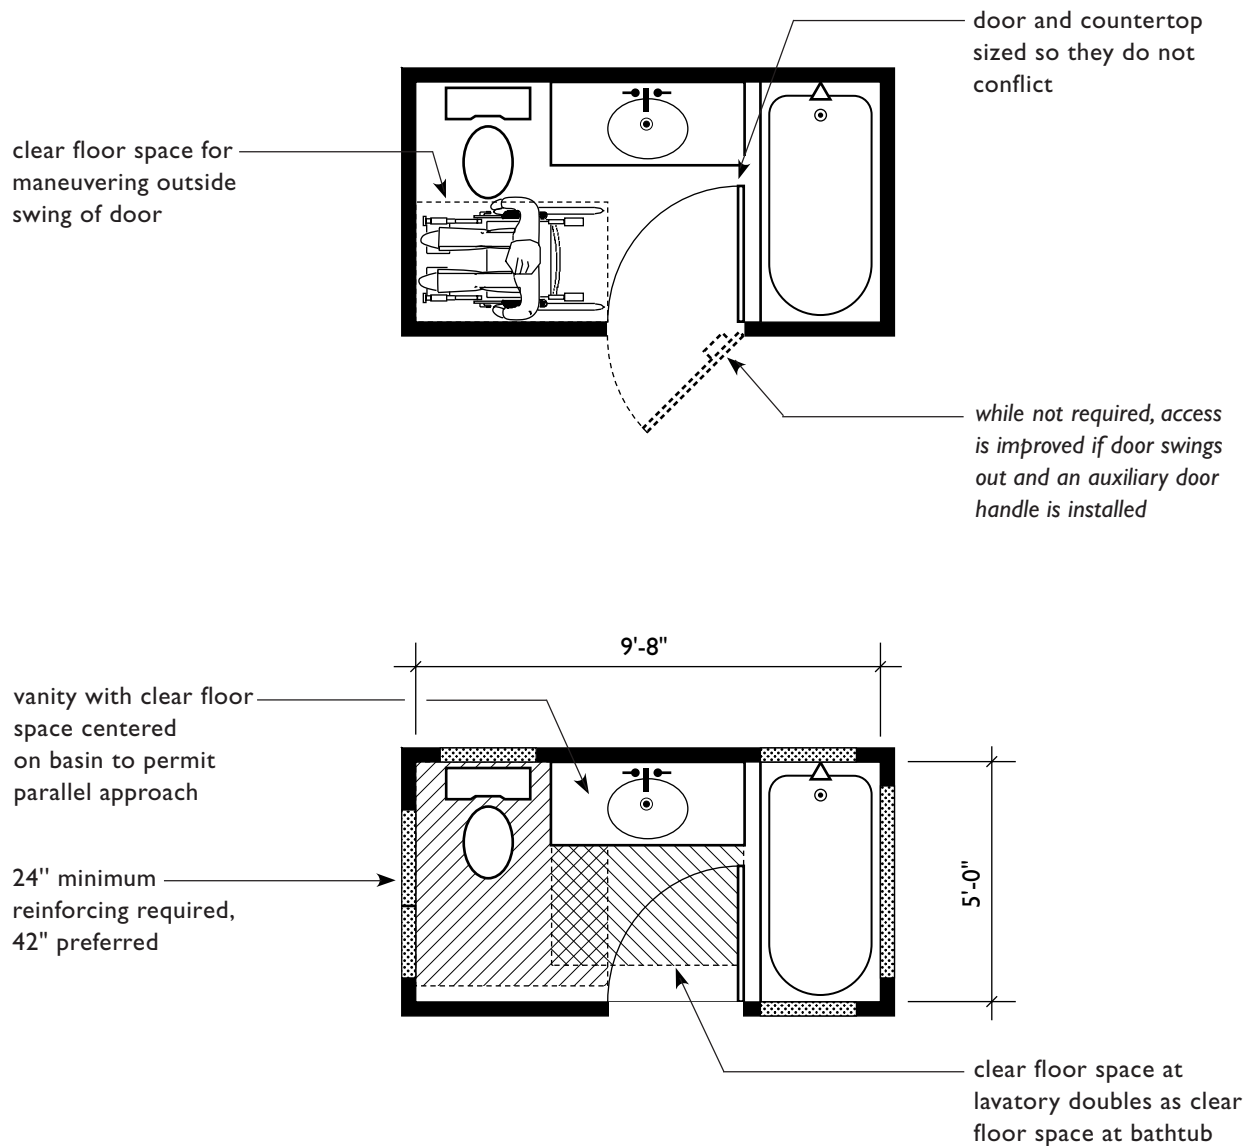 door and countertop
sized so they do not
conflict
clear floor space for
maneuvering outside
swing of door
while not required, access
is improved if door swings
out and an auxiliary door
handle is installed
9'-8"
vanity with clear floor
space centered
on basin to permit
parallel approach
24" minimum
reinforcing required,
42" preferred
5'-0"
clear floor space at
lavatory doubles as clear
floor space at bathtub